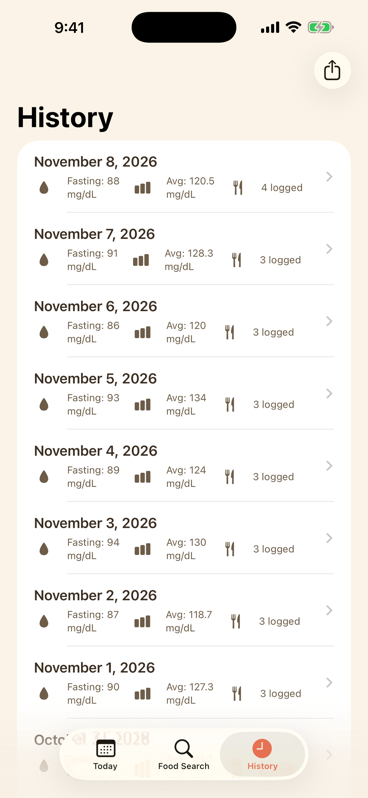 9:41
History
November 8, 2026
Fasting: 88
mg/dL
Avg: 120.5
mg/dL
4 logged
November 7, 2026
Fasting: 91
mg/dL
Avg: 128.3
mg/dL
3 logged
November 6, 2026
Fasting: 86
mg/dL
Avg: 120
mg/dL
3 logged
November 5, 2026
Fasting: 93
mg/dL
Avg: 134
mg/dL
3 logged
November 4, 2026
Fasting: 89
mg/dL
Avg: 124
mg/dL
3 logged
November 3, 2026
Fasting: 94
mg/dL
Avg: 130
mg/dL
3 logged
November 2, 2026
Fasting: 87
mg/dL
Avg: 118.7
mg/dL
3 logged
November 1, 2026
Fasting: 90
mg/dL
Avg: 127.3
mg/dL
3 logged
Today
Food Search
History